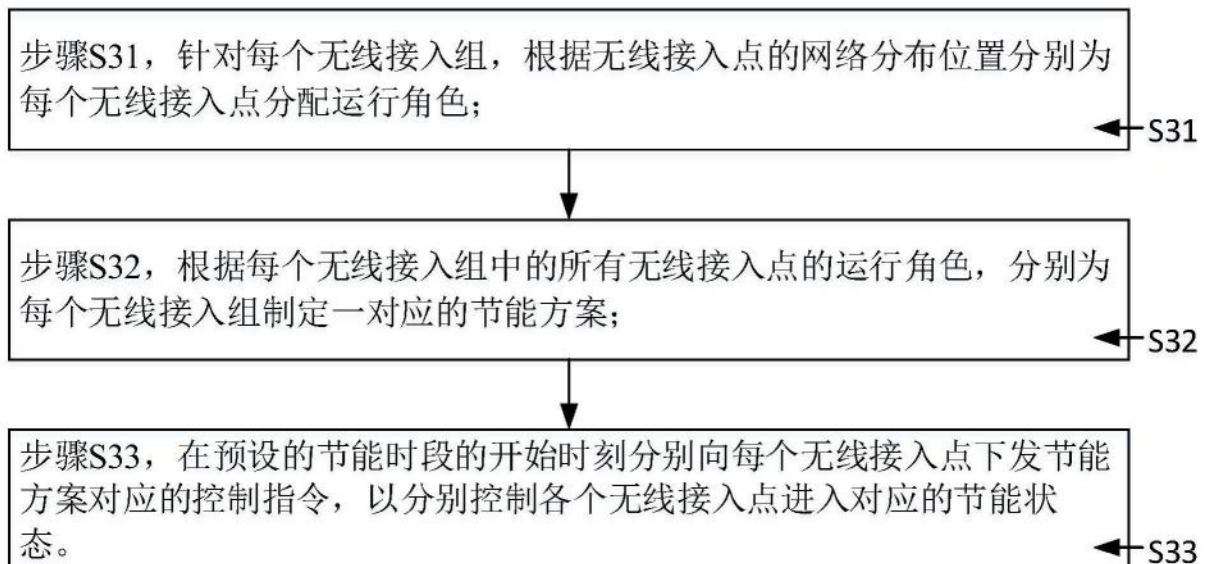 步骤S31，针对每个无线接入组，根据无线接入点的网络分布位置分别为
每个无线接入点分配运行角色；
S31
步骤S32，根据每个无线接入组中的所有无线接入点的运行角色，分别为
每个无线接入组制定一对应的节能方案；
S32
步骤S33，在预设的节能时段的开始时刻分别向每个无线接入点下发节能
方案对应的控制指令，以分别控制各个无线接入点进入对应的节能状
态。
S33